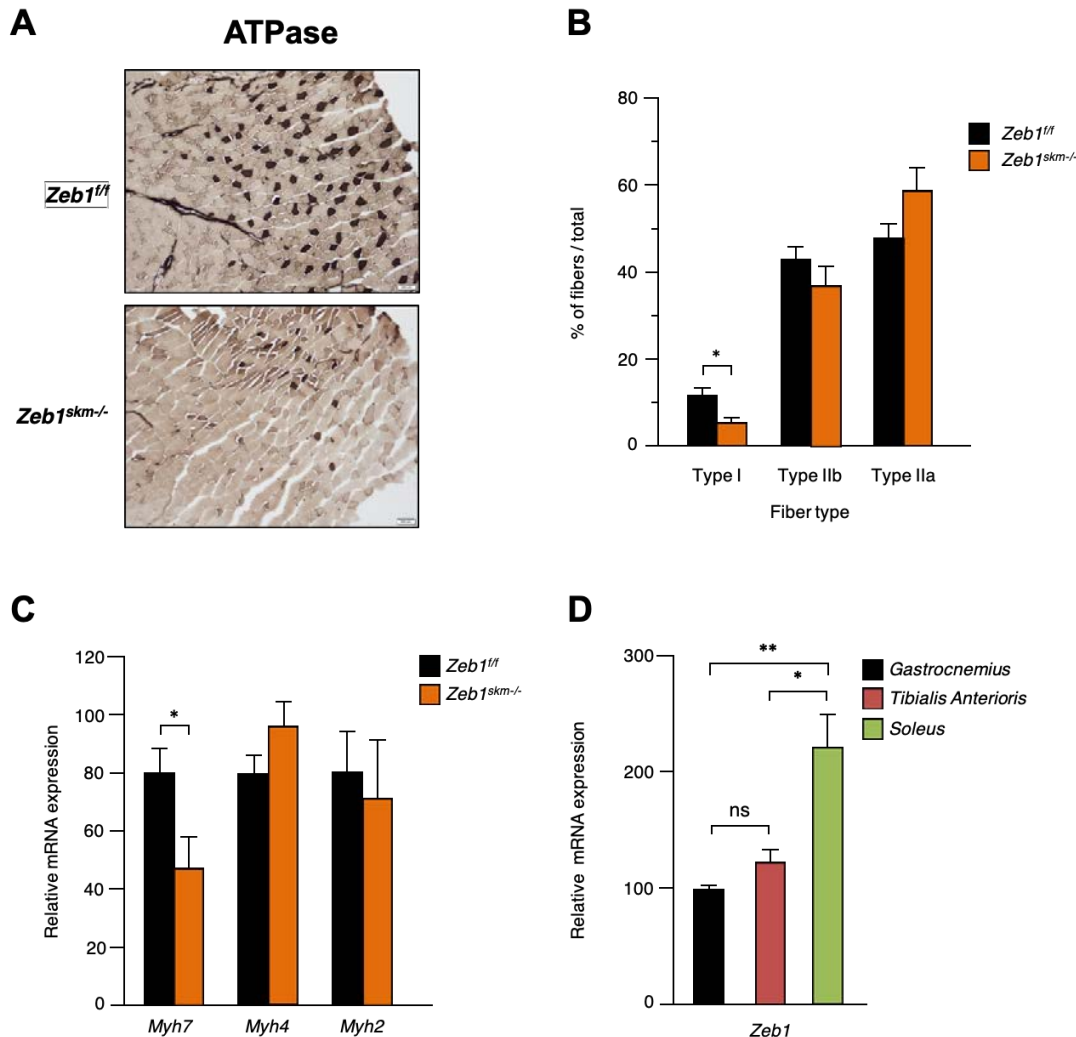 A
ATPase
Zeb1f/f
Zeb1skm-/-
B
80
60
40
20
0
% of fibers / total
*
Type I Type IIb Type IIa
Fiber type
Zeb1f/f
Zeb1skm-/-
C
120
100
80
60
40
20
0
Relative mRNA expression
*
Myh7 Myh4 Myh2
Zeb1f/f
Zeb1skm-/-
D
300
200
100
0
Relative mRNA expression
**
*
ns
Zeb1
Gastrocnemius
Tibialis Anterioris
Soleus